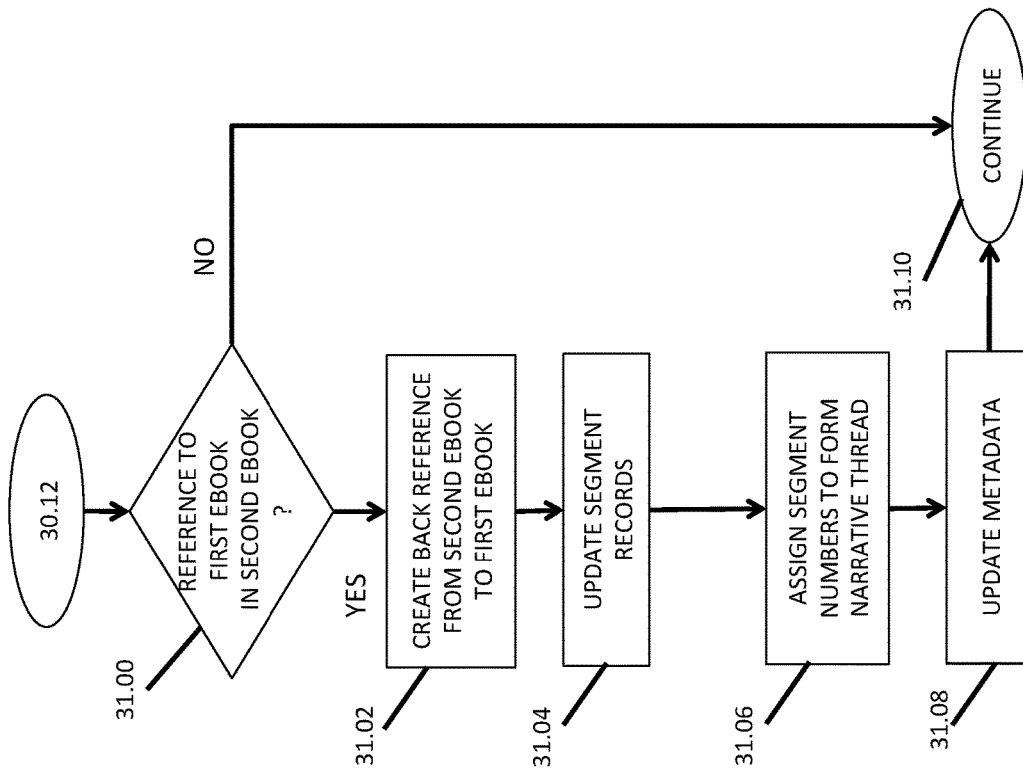 30.12
31.00
REFERENCE TO
FIRST EBOOK
IN SECOND EBOOK
?
NO
YES
31.02
CREATE BACK REFERENCE
FROM SECOND EBOOK
TO FIRST EBOOK
31.04
UPDATE SEGMENT
RECORDS
31.06
ASSIGN SEGMENT
NUMBERS TO FORM
NARRATIVE THREAD
31.08
UPDATE METADATA
31.10
CONTINUE